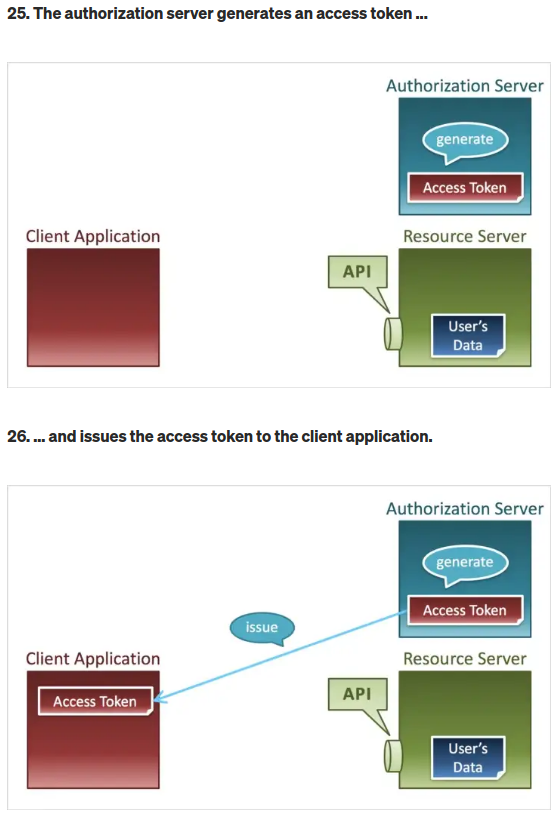 25. The authorization server generates an access token ...
Authorization Server
generate
Access Token
Client Application
Resource Server
API
User's
Data
26. ... and issues the access token to the client application.
Authorization Server
generate
Access Token
issue
Client Application
Resource Server
Access Token
API
User's
Data